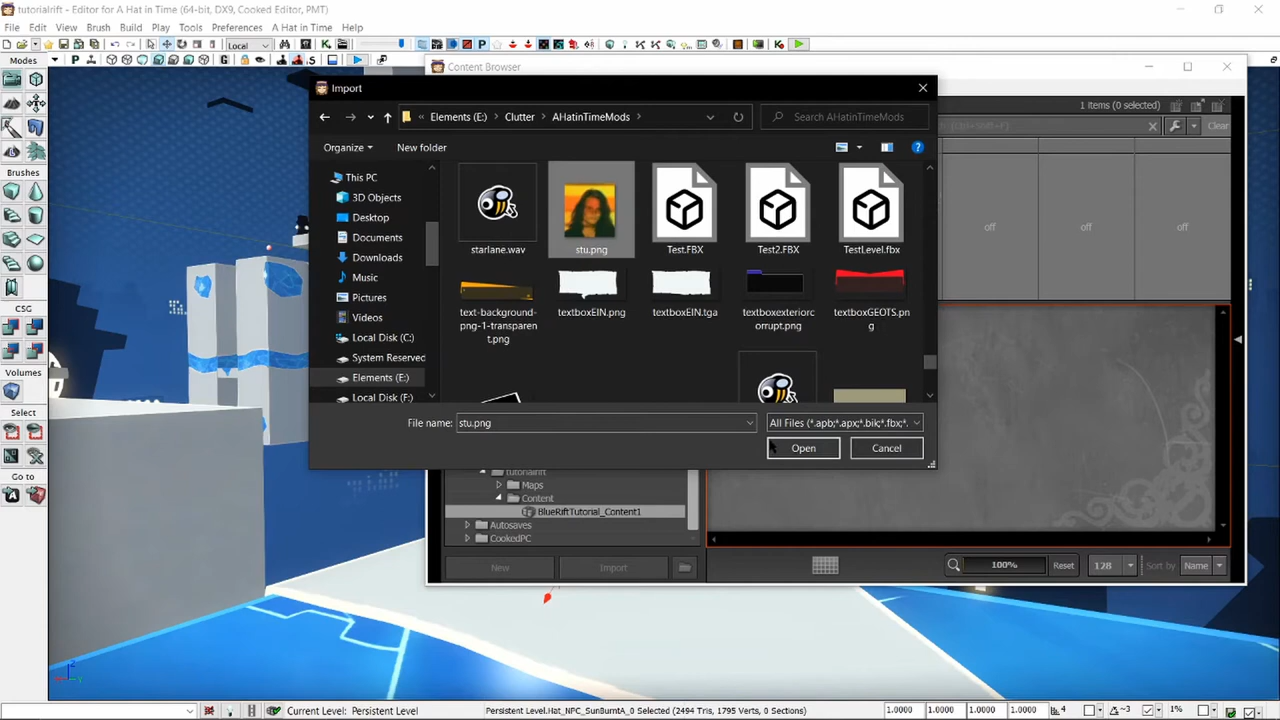 tutorialrift - Editor for A Hat in Time (64-bit, DX9, Cooked Editor, PMT)
File Edit View Brush Build Play Tools Preferences A Hat in Time Help
Local
Modes
Content Browser
Import
1 items (0 selected)
Elements (E:) Clutter AHatinTimeMods
Search AHatinTimeMods
Clear
Organize New folder
Brushes
This PC
3D Objects
Desktop
Documents
Downloads
Music
Pictures
Videos
Local Disk (C:)
System Reserved
Elements (E:)
Local Disk (F:)
starlane.wav
stu.png
Test.FBX
Test2.FBX
TestLevel.fbx
text-background-
png-1-transparen
t.png
textboxEIN.png
textboxEIN.tga
textboxexteriorc
orrupt.png
textboxGEOTS.pn
g
off off off
CSG
Volumes
Select
Go to
File name: stu.png
All Files (*.apb;*.apx;*.bik;*.fbx;*.
Open Cancel
tutorialrift
Maps
Content
BlueRiftTutorial_Content1
Autosaves
CookedPC
New Import
100% Reset 128 Sort by Name
Current Level: Persistent Level
Persistent Level.Hat_NPC_SunBurntA_0 Selected (2494 Tris, 1795 Verts, 0 Sections)
1.0000 1.0000 1.0000 1.0000 4 3 1%